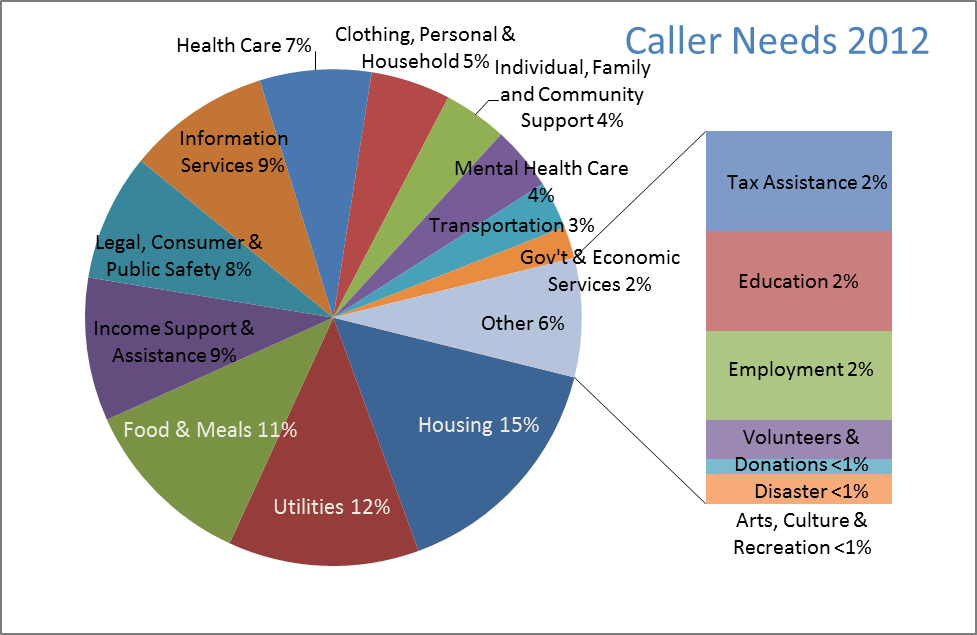 Caller Needs 2012
Health Care 7%
Clothing, Personal &
Household 5%
Individual, Family
and Community
Support 4%
Mental Health Care
4%
Transportation 3%
Gov't & Economic
Services 2%
Other 6%
Housing 15%
Utilities 12%
Food & Meals 11%
Income Support &
Assistance 9%
Legal, Consumer &
Public Safety 8%
Information
Services 9%
Tax Assistance 2%
Education 2%
Employment 2%
Volunteers &
Donations <1%
Disaster <1%
Arts, Culture &
Recreation <1%